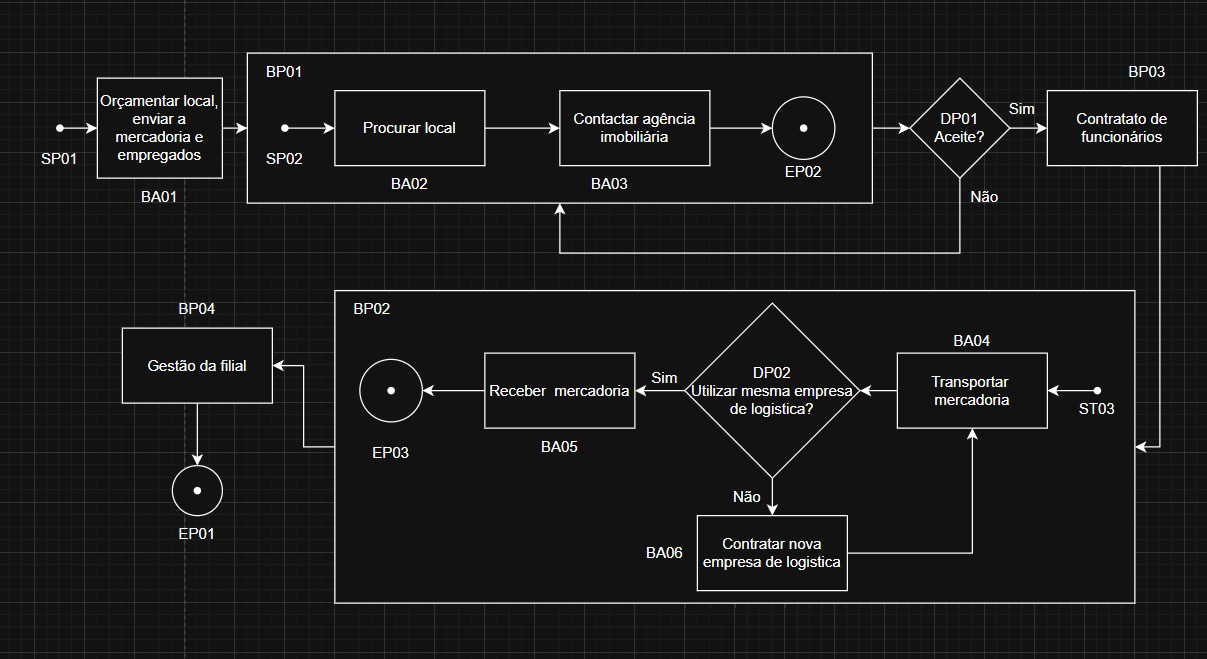 BP01
BP03
Orçamentar local,
enviar a
mercadoria e
empregados
SP01
BA01
SP02
Procurar local
BA02
Contactar agência
imobiliária
BA03
EP02
DP01
Aceite?
Sim
Não
Contratato de
funcionários
BP04
Gestão da filial
EP01
BP02
BA04
Transportar
mercadoria
ST03
DP02
Utilizar mesma empresa
de logistica?
Sim
Receber mercadoria
BA05
EP03
Não
BA06
Contratar nova
empresa de logistica